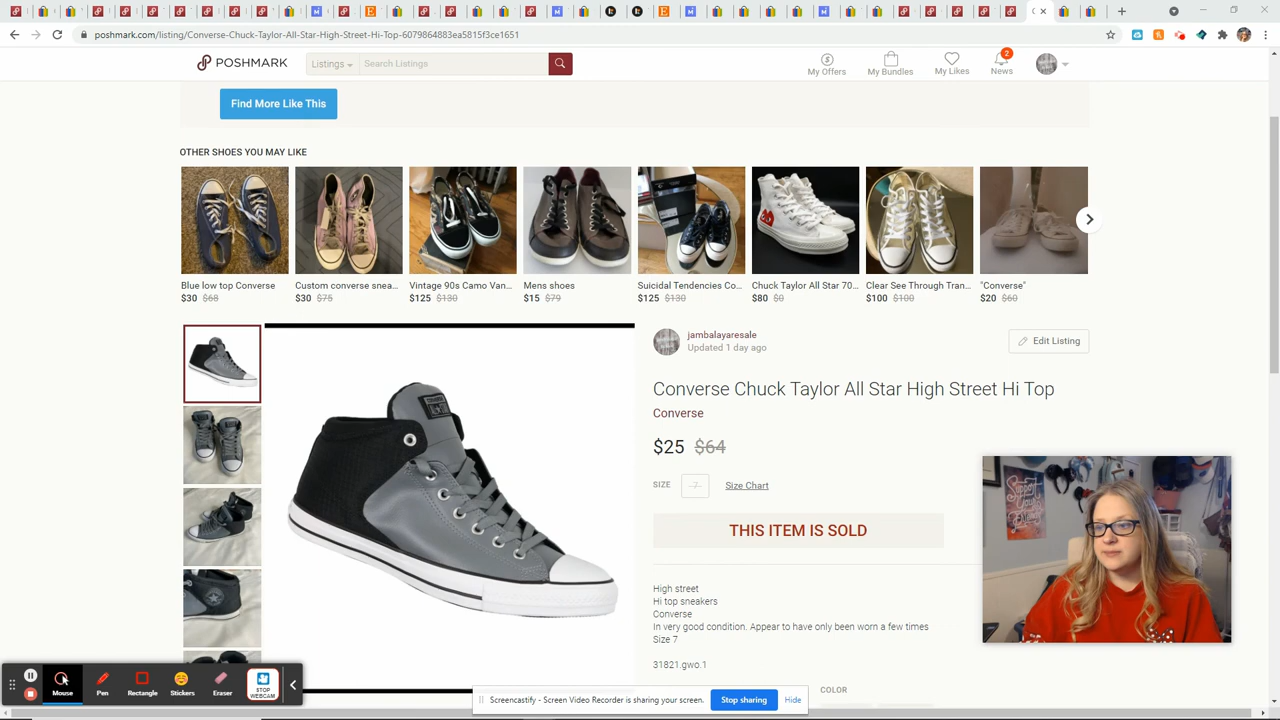 poshmark.com/listing/Converse-Chuck-Taylor-All-Star-High-Street-Hi-Top-6079864883ea5815f3ce1651
POSHMARK
Listings
Search Listings
My Offers
My Bundles
My Likes
2
News
Find More Like This
OTHER SHOES YOU MAY LIKE
Blue low top Converse
$30 $68
Custom converse snea...
$30 $75
Vintage 90s Camo Van...
$125 $130
Mens shoes
$15 $79
Suicidal Tendencies Co...
$125 $130
Chuck Taylor All Star 70...
$80 $0
Clear See Through Tran...
$100 $100
"Converse"
$20 $60
jambalayaresale
Updated 1 day ago
Edit Listing
Converse Chuck Taylor All Star High Street Hi Top
Converse
$25 $64
SIZE 7 Size Chart
THIS ITEM IS SOLD
High street
Hi top sneakers
Converse
In very good condition. Appear to have only been worn a few times
Size 7
31821.gwo.1
COLOR
Support
Your
Mouse
Pen
Rectangle
Stickers
Eraser
STOP
WEBCAM
Screencastify - Screen Video Recorder is sharing your screen.
Stop sharing
Hide